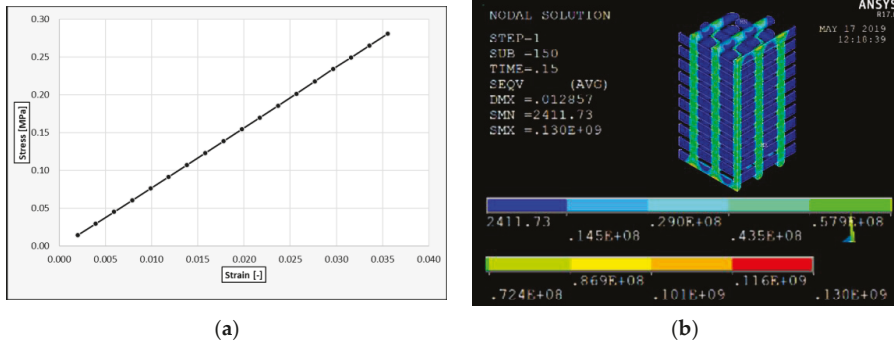 0.30
0.25
0.20
0.15
0.10
0.05
0.00
Stress [MPa]
0.000 0.005 0.010 0.015 0.020 0.025 0.030 0.035 0.040
Strain [-]
(a)
ANSYS
NODAL SOLUTION
MAY 17 2019
12:10:39
STEP=1
SUB =150
TIME=.15
SEQV (AVG)
DMX =.012857
SMN =2411.73
SMX =.130E+09
2411.73 .290E+08 .579E+08
.145E+08 .435E+08
.869E+08 .116E+09
.724E+08 .101E+09 .130E+09
(b)